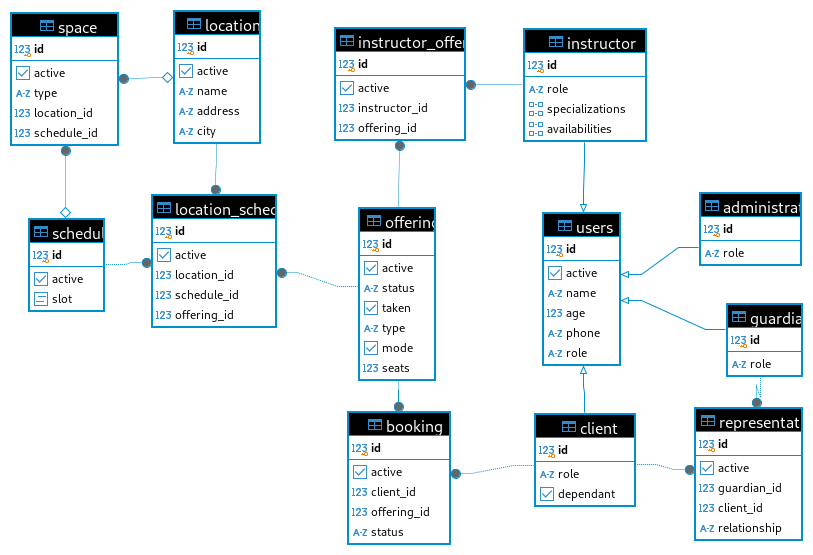 space
123 id
active
A-Z type
123 location_id
123 schedule_id
location
123 id
active
A-Z name
A-Z address
A-Z city
instructor_offe
123 id
active
123 instructor_id
123 offering_id
instructor
123 id
A-Z role
specializations
availabilities
schedul
123 id
active
slot
location_sched
123 id
active
123 location_id
123 schedule_id
123 offering_id
offering
123 id
active
A-Z status
taken
A-Z type
mode
123 seats
users
123 id
active
A-Z name
123 age
A-Z phone
A-Z role
administrat
123 id
A-Z role
guardia
123 id
A-Z role
booking
123 id
active
123 client_id
123 offering_id
A-Z status
client
123 id
A-Z role
dependant
representat
123 id
active
123 guardian_id
123 client_id
A-Z relationship